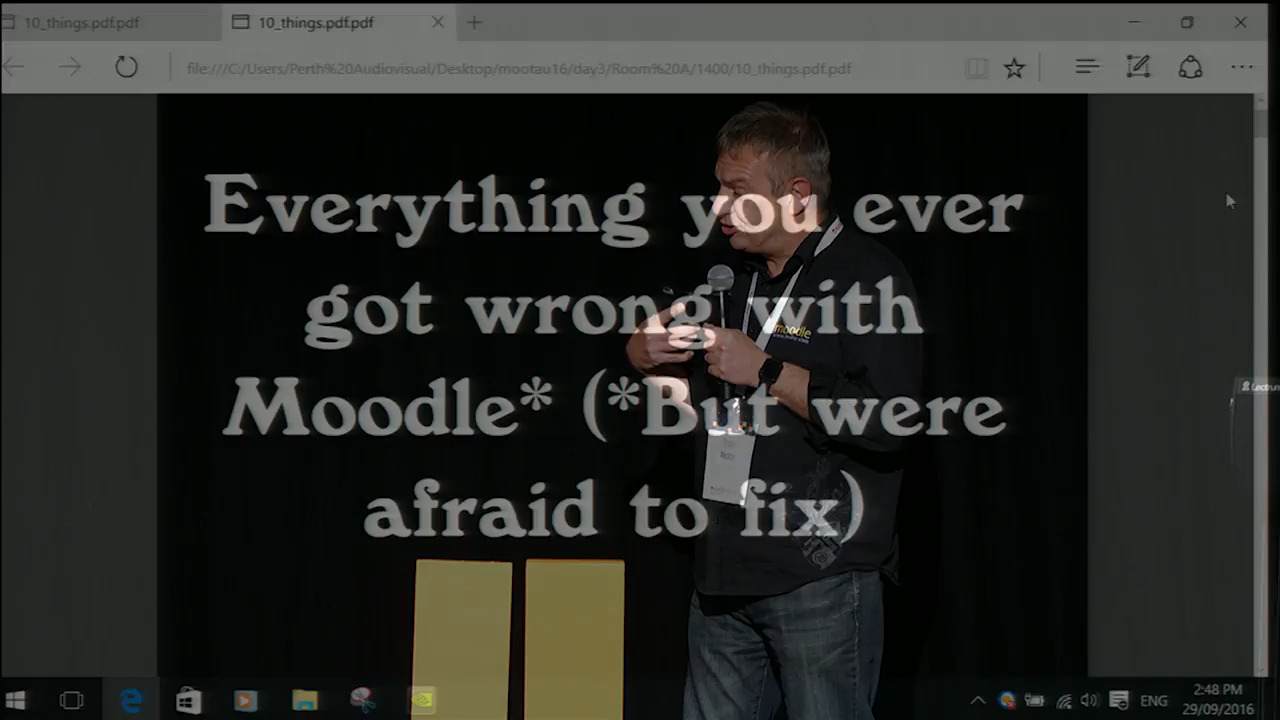 10_things.pdf.pdf
10_things.pdf.pdf
file:///C:/Users/Perth%20Audiovisual/Desktop/mootau16/day3/Room%20A/1400/10_things.pdf.pdf
Everything you ever
got wrong with
Moodle* (*But were
afraid to fix)
moodle
ENG
2:48 PM
29/09/2016